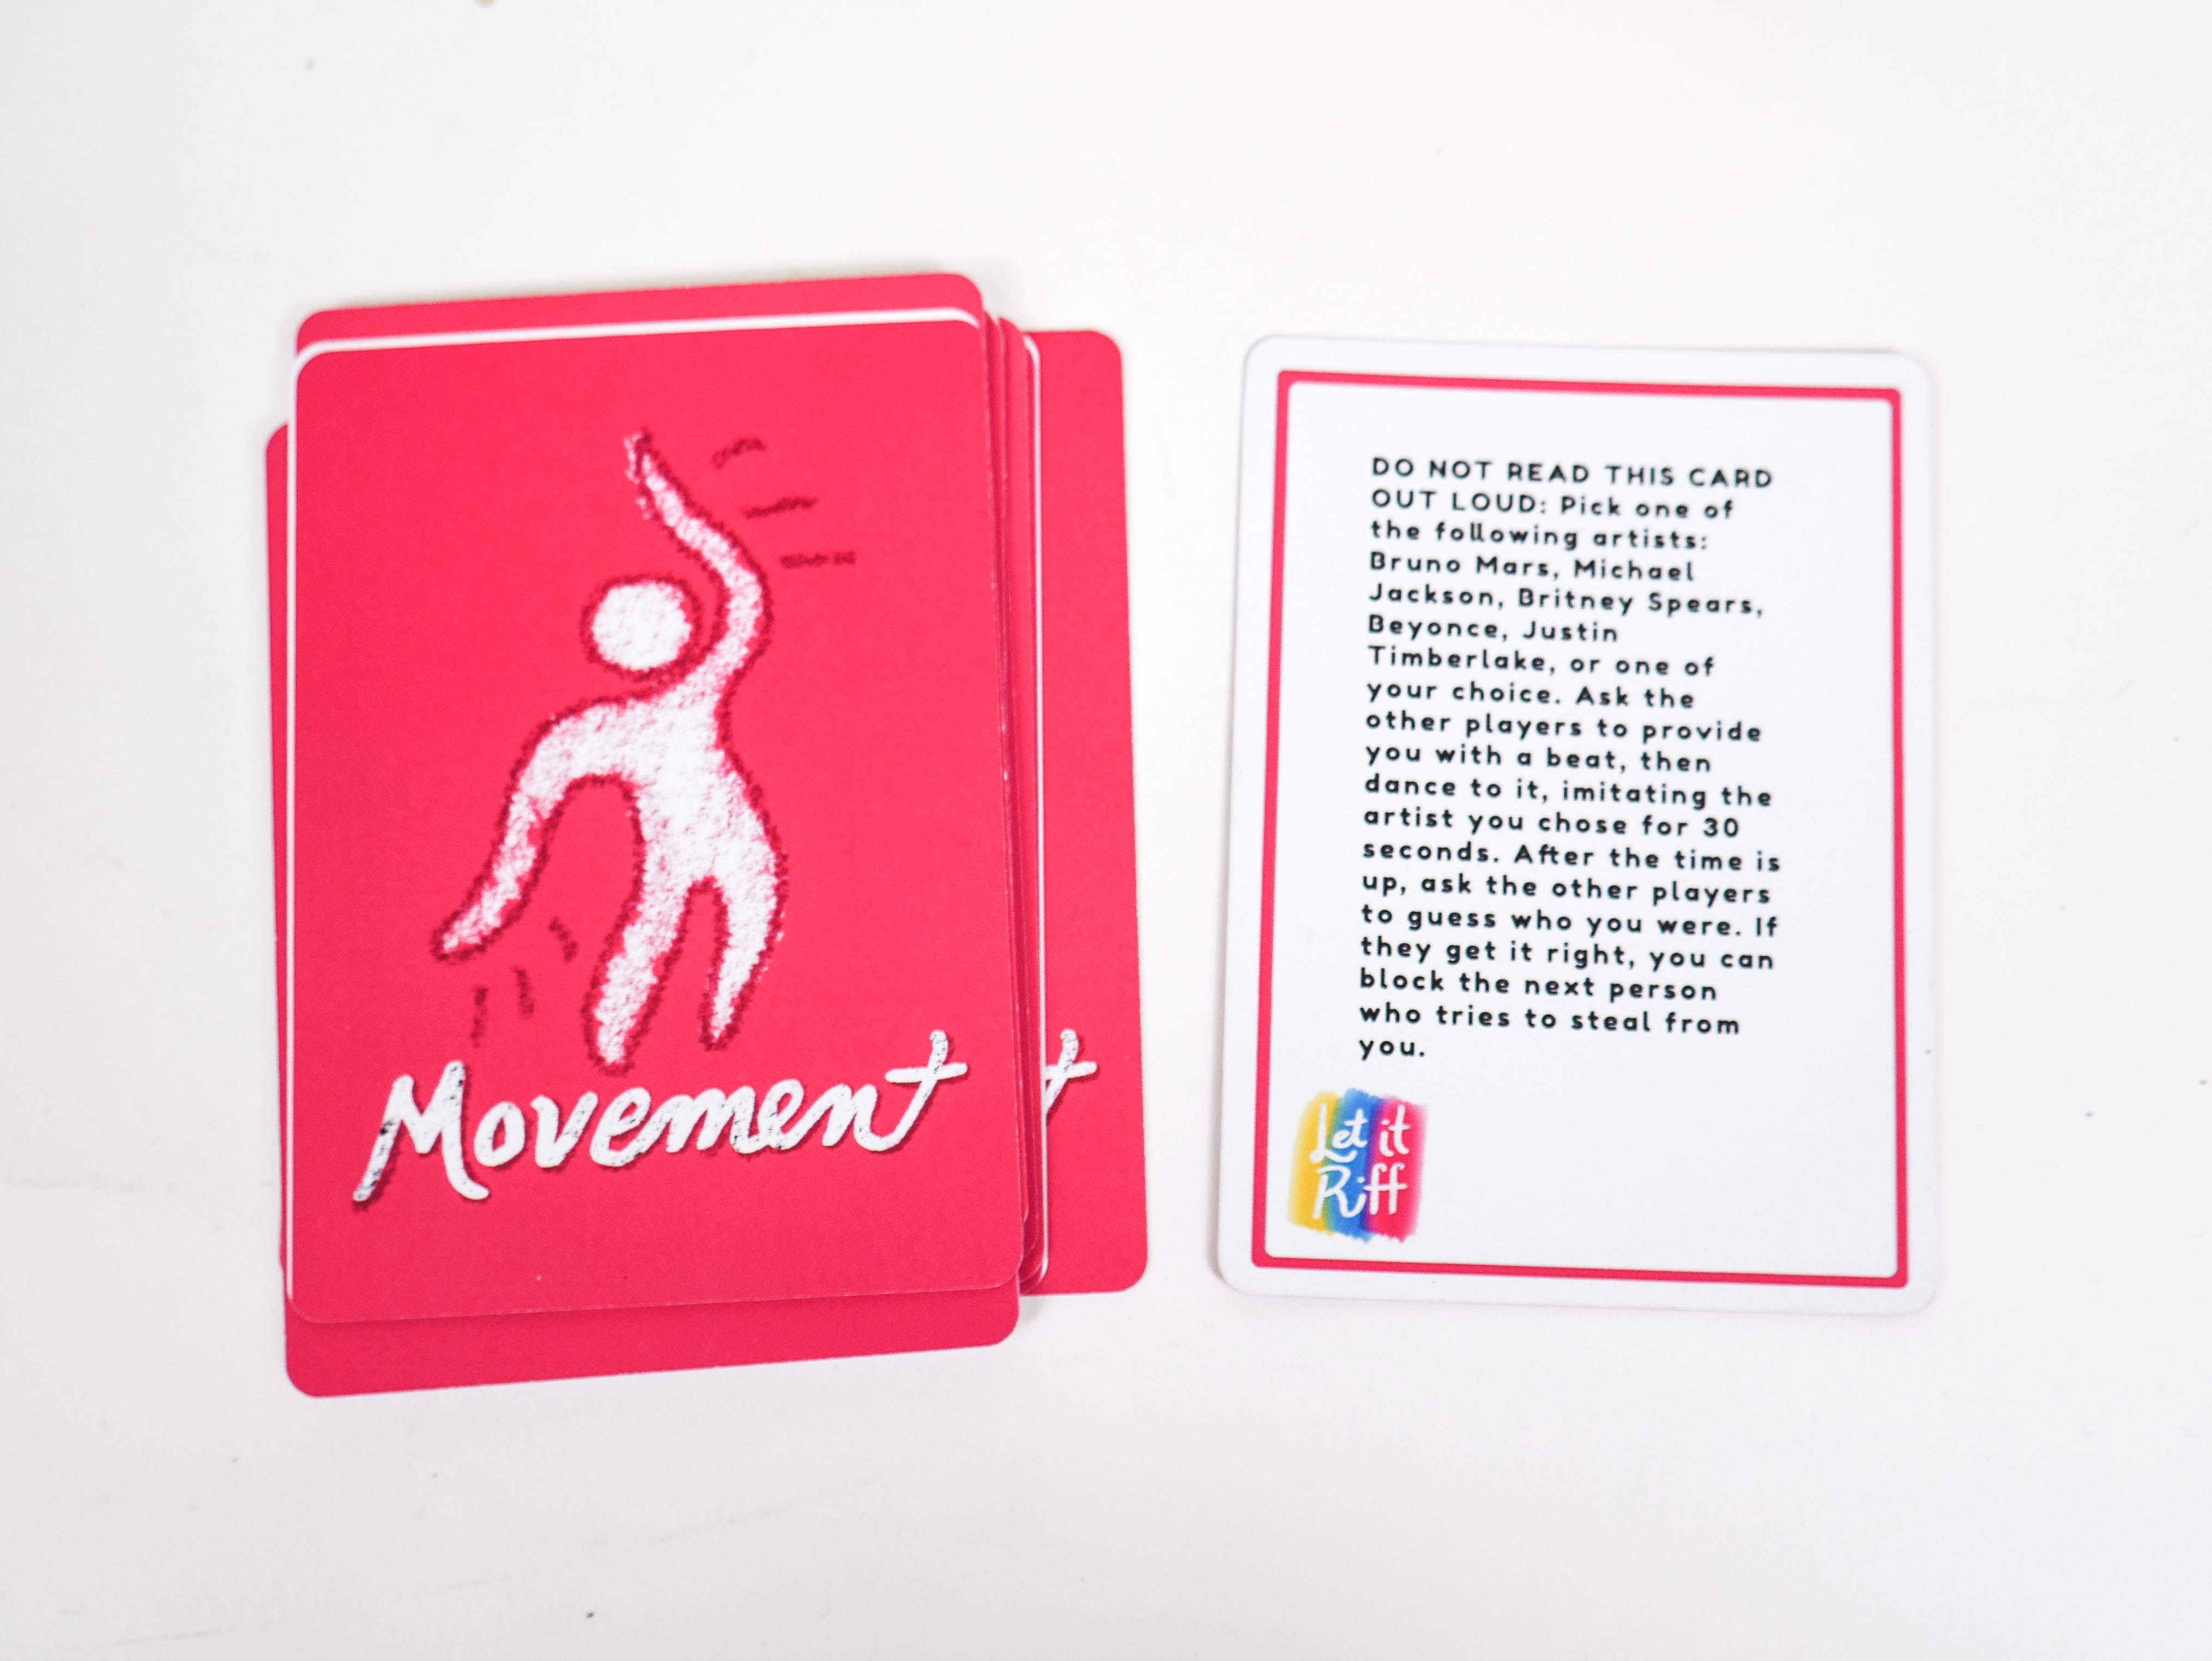 Movement
t
DO NOT READ THIS CARD
OUT LOUD: Pick one of
the following artists:
Bruno Mars, Michael
Jackson, Britney Spears,
Beyonce, Justin
Timberlake, or one of
your choice. Ask the
other players to provide
you with a beat, then
dance to it, imitating the
artist you chose for 30
seconds. After the time is
up, ask the other players
to guess who you were. If
they get it right, you can
block the next person
who tries to steal from
you.
Let it
Riff